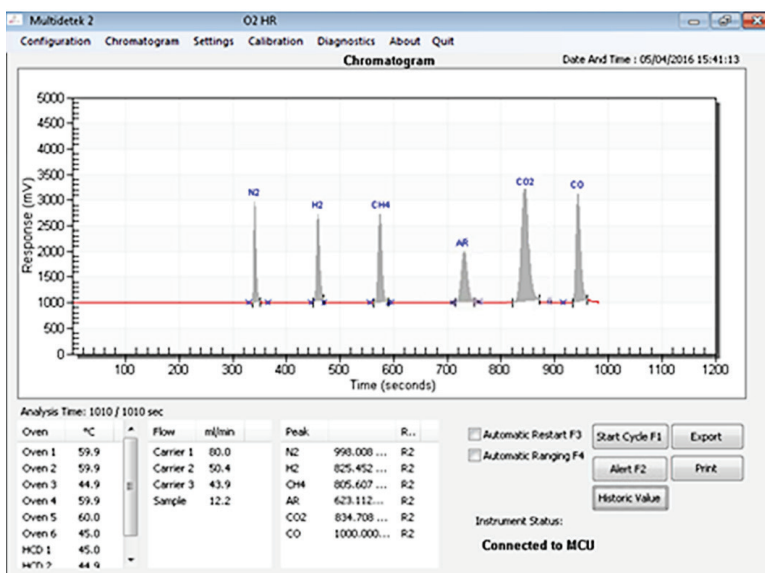 Multidetek 2 O2 HR
Configuration Chromatogram Settings Calibration Diagnostics About Quit
Chromatogram Date And Time : 05/04/2016 15:41:13
5000
4500
4000
3500
3000
2500
2000
1500
1000
500
0
Response (mV)
N2 H2 CH4 AR CO2 CO
100 200 300 400 500 600 700 800 900 1000 1100 1200
Time (seconds)
Analysis Time: 1010 / 1010 sec
Oven °C Flow ml/min Peak R..
Oven 1 59.9 Carrier 1 80.0 N2 998.008 ... R2
Oven 2 59.9 Carrier 2 50.4 H2 825.452 ... R2
Oven 3 44.9 Carrier 3 43.9 CH4 805.607 ... R2
Oven 4 59.9 Sample 12.2 AR 623.112... R2
Oven 5 60.0 CO2 834.708 ... R2
Oven 6 45.0 CO 1000.000... R2
HCD 1 45.0
HCD 2 44.9
Automatic Restart F3 Start Cycle F1 Export
Automatic Ranging F4 Alert F2 Print
Historic Value
Instrument Status:
Connected to MCU